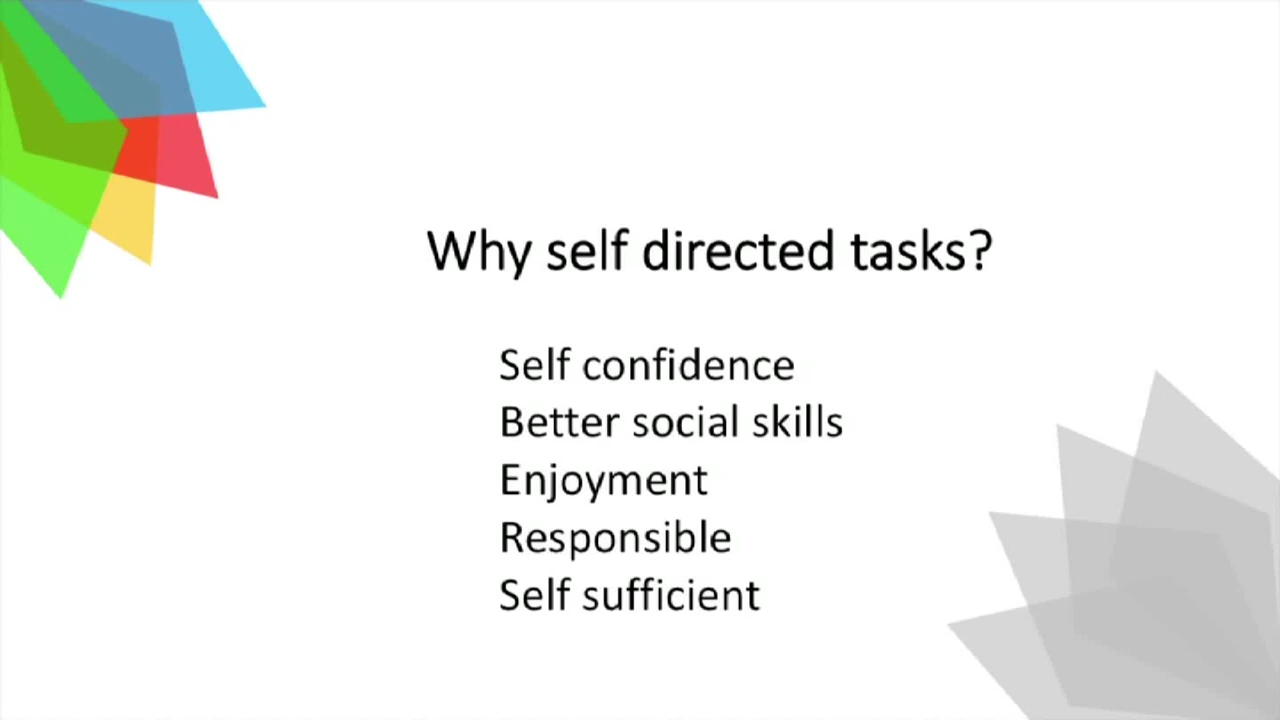 Why self directed tasks?
Self confidence
Better social skills
Enjoyment
Responsible
Self sufficient